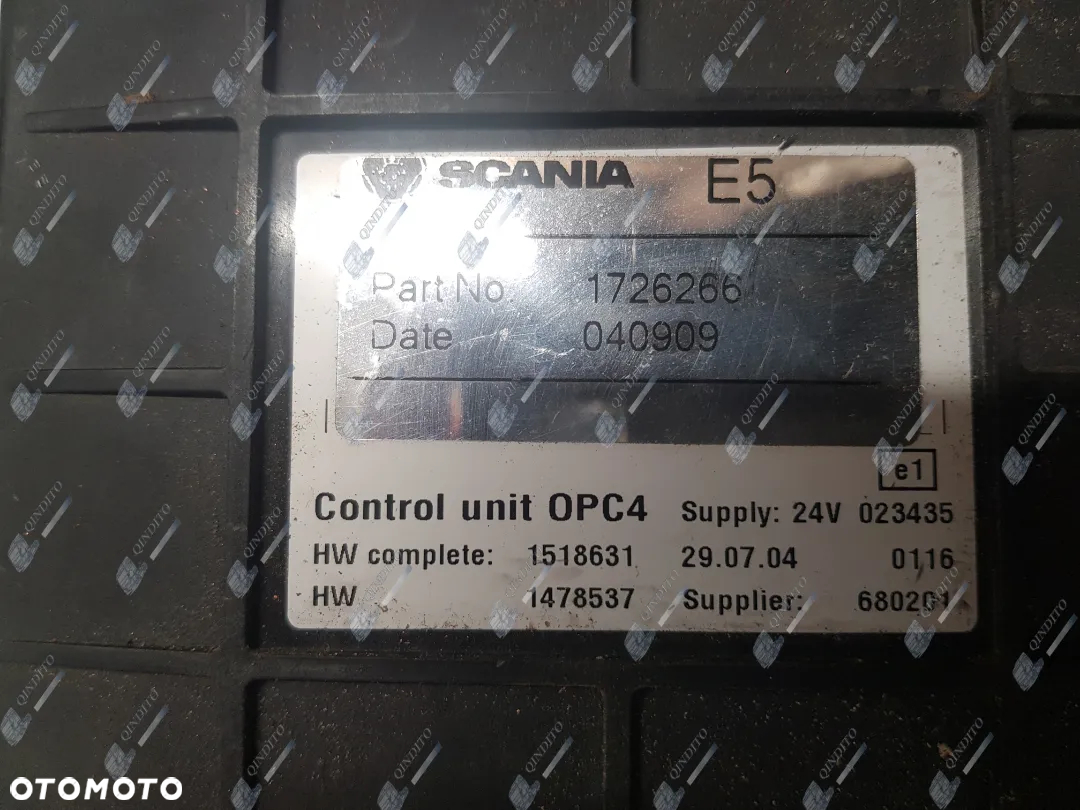 SCANIA E5
Part No. 1726266
Date 040909
e1
Control unit OPC4 Supply: 24V 023435
HW complete: 1518631 29.07.04 0116
HW 1478537 Supplier: 680201
QINDITO
OTOMOTO